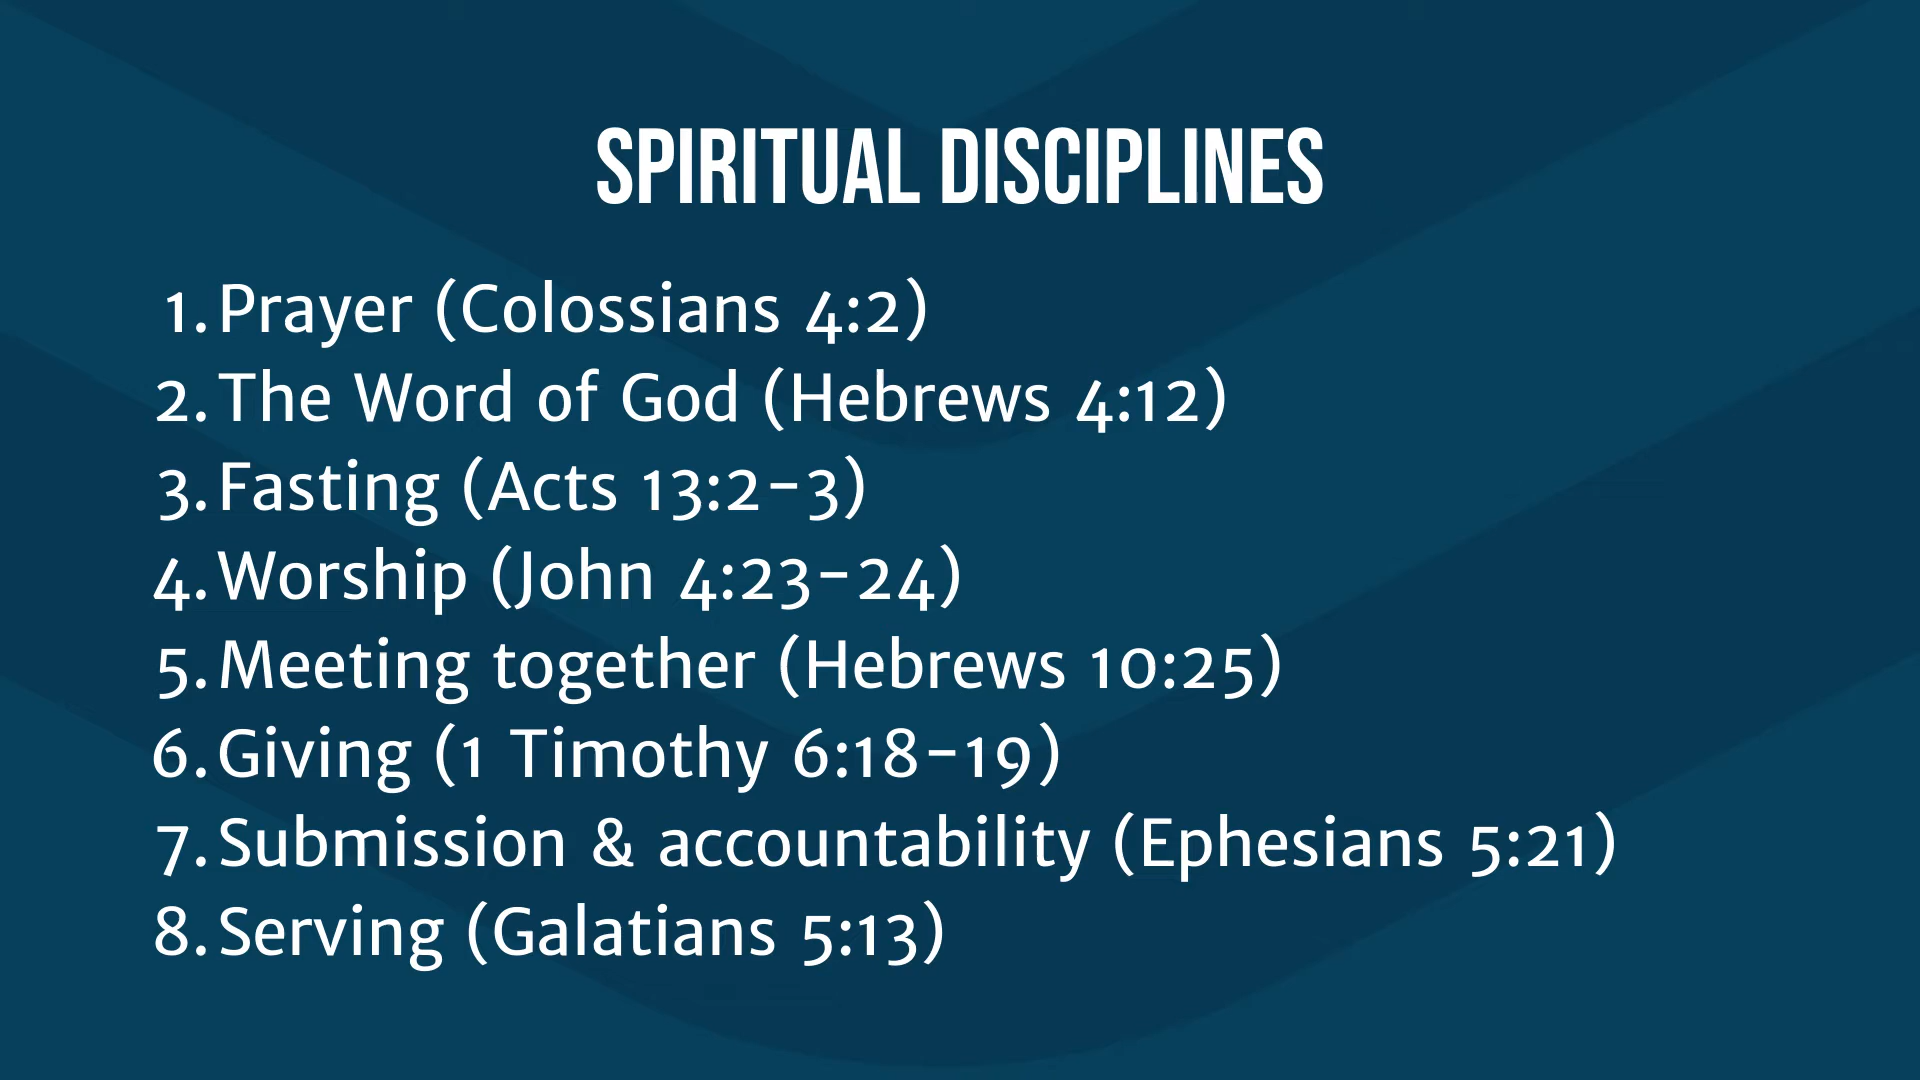 SPIRITUAL DISCIPLINES
1. Prayer (Colossians 4:2)
2. The Word of God (Hebrews 4:12)
3. Fasting (Acts 13:2-3)
4. Worship (John 4:23-24)
5. Meeting together (Hebrews 10:25)
6. Giving (1 Timothy 6:18-19)
7. Submission & accountability (Ephesians 5:21)
8. Serving (Galatians 5:13)